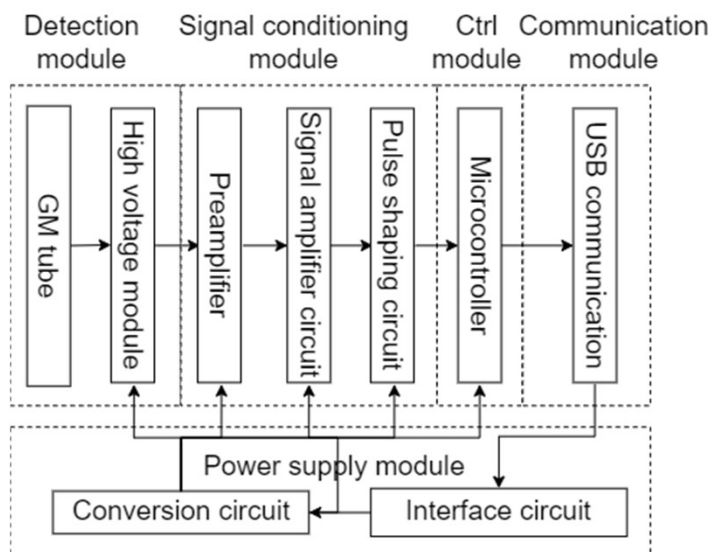 Detection
module
Signal conditioning
module
Ctrl
module
Communication
module
GM tube
High voltage module
Preamplifier
Signal amplifier circuit
Pulse shaping circuit
Microcontroller
USB communication
Power supply module
Conversion circuit
Interface circuit